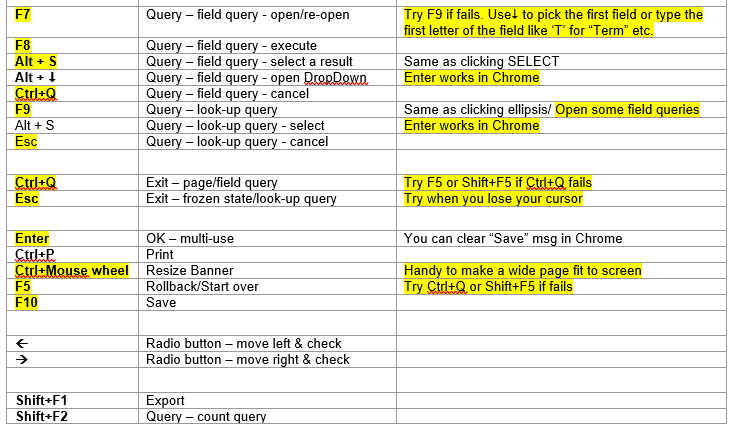 F7 Query – field query - open/re-open Try F9 if fails. Use↓ to pick the first field or type the
first letter of the field like ‘T’ for “Term” etc.
F8 Query – field query - execute
Alt + S Query – field query - select a result Same as clicking SELECT
Alt + ↓ Query – field query - open DropDown Enter works in Chrome
Ctrl+Q Query – field query - cancel
F9 Query – look-up query Same as clicking ellipsis/ Open some field queries
Alt + S Query – look-up query - select Enter works in Chrome
Esc Query – look-up query - cancel
Ctrl+Q Exit – page/field query Try F5 or Shift+F5 if Ctrl+Q fails
Esc Exit – frozen state/look-up query Try when you lose your cursor
Enter OK – multi-use You can clear “Save” msg in Chrome
Ctrl+P Print
Ctrl+Mouse wheel Resize Banner Handy to make a wide page fit to screen
F5 Rollback/Start over Try Ctrl+Q or Shift+F5 if fails
F10 Save
← Radio button – move left & check
→ Radio button – move right & check
Shift+F1 Export
Shift+F2 Query – count query